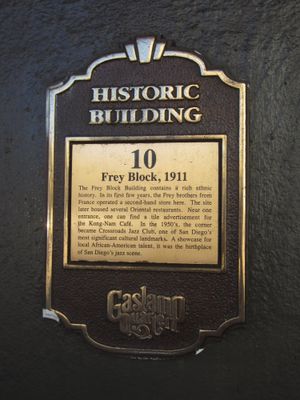 HISTORIC
BUILDING
10
Frey Block, 1911
The Frey Block Building contains a rich ethnic
history. In its first few years, the Frey brothers from
France operated a second-hand store here. The site
later housed several Oriental restaurants. Near one
entrance, one can find a tile advertisement for
the Kong-Nam Café. In the 1950's, the corner
became Crossroads Jazz Club, one of San Diego's
most significant cultural landmarks. A showcase for
local African-American talent, it was the birthplace
of San Diego's jazz scene.
Gaslamp
Quarter